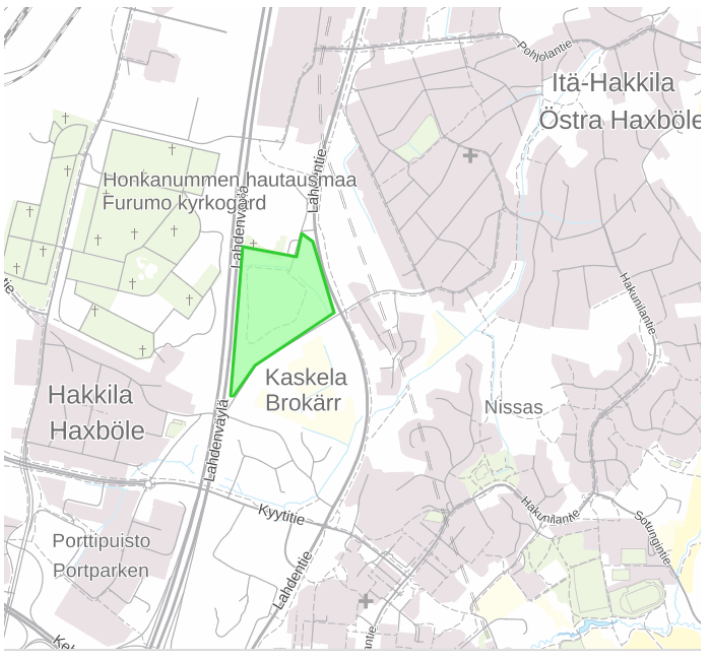 Pohjolantie
Itä-Hakkila
Östra Haxböle
Lahdentie
Honkanummen hautausmaa
Furumo kyrkogård
Lahdenväylä
Hakunilantie
Kaskela
Brokärr
Hakkila
Haxböle
Nissas
Lahdenväylä
Kyytitie
Hakunilantie
Sotungintie
Porttipuisto
Portparken
Lahdentie